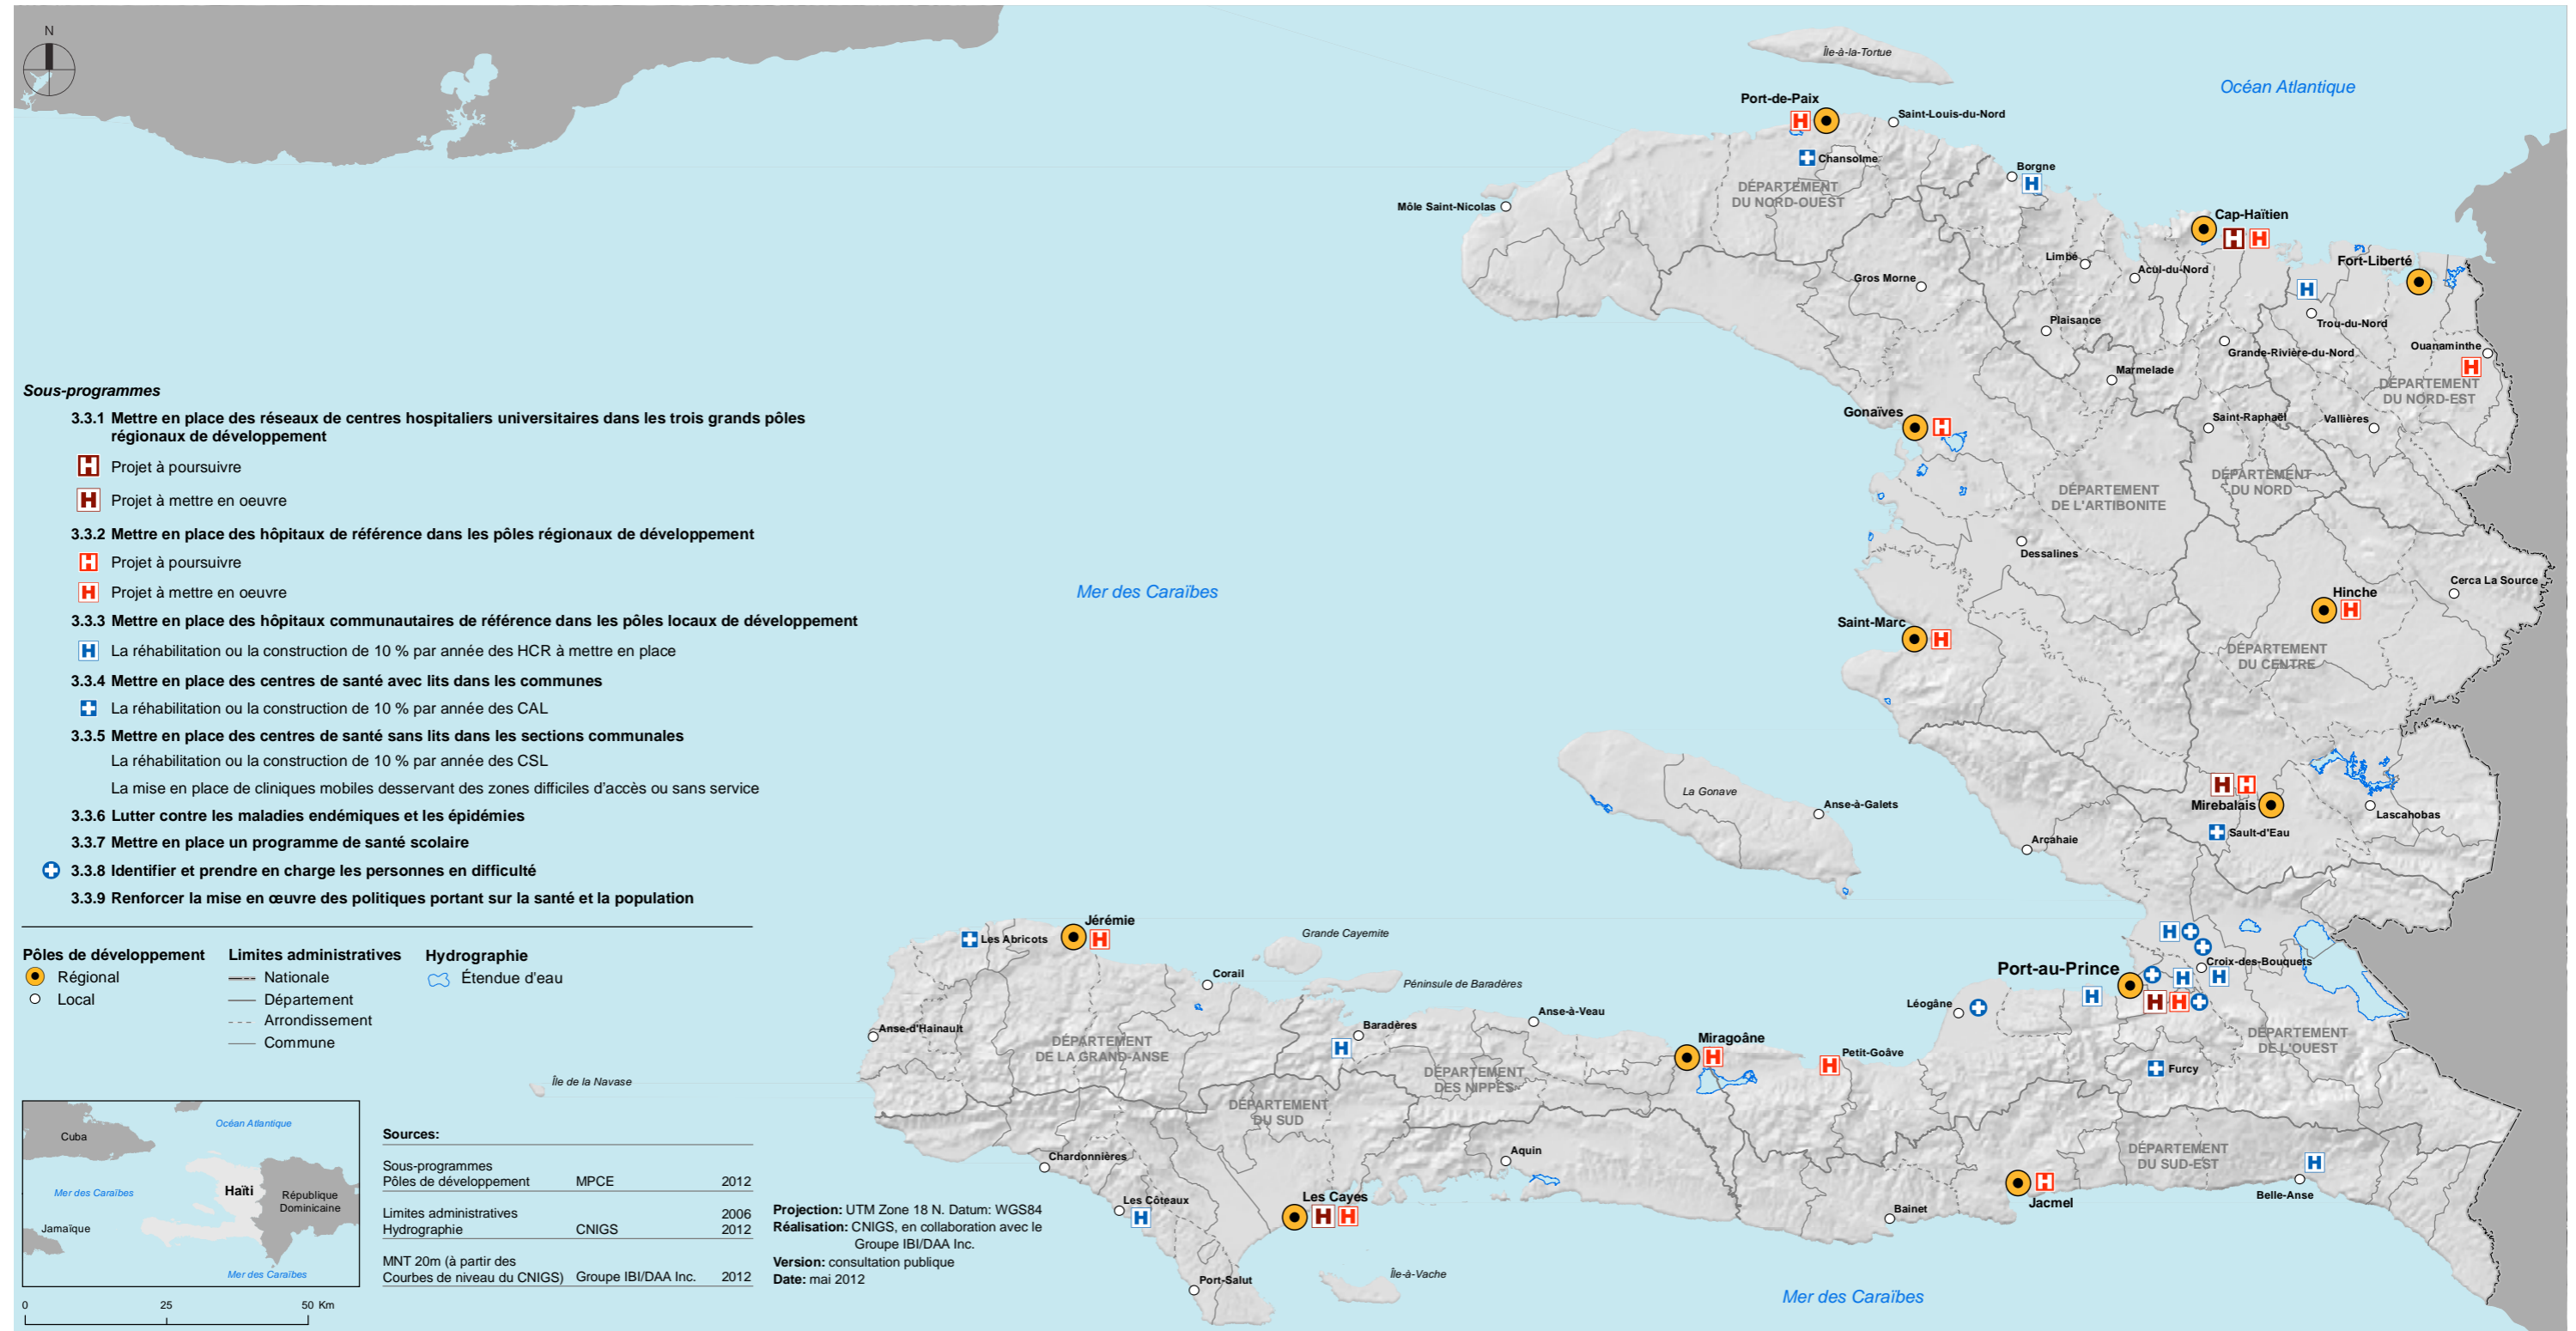 N
Île-à-la-Tortue
Océan Atlantique
Port-de-Paix
H
Saint-Louis-du-Nord
Chansolme
Borgne
H
DÉPARTEMENT
DU NORD-OUEST
Môle Saint-Nicolas
Cap-Haïtien
H H
Limbé
Acul-du-Nord
Fort-Liberté
Gros Morne
H
Plaisance
Trou-du-Nord
Grande-Rivière-du-Nord
Ouanaminthe
H
Marmelade
DÉPARTEMENT
DU NORD-EST
Gonaïves
H
Saint-Raphaël
Vallières
DÉPARTEMENT
DU NORD
DÉPARTEMENT
DE L'ARTIBONITE
Dessalines
Cerca La Source
Hinche
H
Saint-Marc
H
DÉPARTEMENT
DU CENTRE
Mer des Caraïbes
La Gonave
Anse-à-Galets
H H
Mirebalais
Lascahobas
Sault-d'Eau
Arcahaie
Sous-programmes
3.3.1 Mettre en place des réseaux de centres hospitaliers universitaires dans les trois grands pôles
régionaux de développement
H Projet à poursuivre
H Projet à mettre en oeuvre
3.3.2 Mettre en place des hôpitaux de référence dans les pôles régionaux de développement
H Projet à poursuivre
H Projet à mettre en oeuvre
3.3.3 Mettre en place des hôpitaux communautaires de référence dans les pôles locaux de développement
H La réhabilitation ou la construction de 10 % par année des HCR à mettre en place
3.3.4 Mettre en place des centres de santé avec lits dans les communes
La réhabilitation ou la construction de 10 % par année des CAL
3.3.5 Mettre en place des centres de santé sans lits dans les sections communales
La réhabilitation ou la construction de 10 % par année des CSL
La mise en place de cliniques mobiles desservant des zones difficiles d'accès ou sans service
3.3.6 Lutter contre les maladies endémiques et les épidémies
3.3.7 Mettre en place un programme de santé scolaire
3.3.8 Identifier et prendre en charge les personnes en difficulté
3.3.9 Renforcer la mise en œuvre des politiques portant sur la santé et la population
Pôles de développement
Régional
Local
Limites administratives
Nationale
Département
Arrondissement
Commune
Hydrographie
Étendue d'eau
Les Abricots
Jérémie
H
Grande Cayemite
Corail
Péninsule de Baradères
Anse-d'Hainault
DÉPARTEMENT
DE LA GRAND-ANSE
Baradères
H
Anse-à-Veau
DÉPARTEMENT
DES NIPPES
Miragoâne
H
Petit-Goâve
H
Léogâne
Port-au-Prince
H
Croix-des-Bouquets
H H
H
H H
DÉPARTEMENT
DE L'OUEST
Furcy
Île de la Navase
DÉPARTEMENT
DU SUD
Chardonnières
Les Côteaux
H
Les Cayes
H H
Aquin
Port-Salut
Île-à-Vache
Bainet
Jacmel
H
DÉPARTEMENT
DU SUD-EST
H
Belle-Anse
Mer des Caraïbes
Cuba
Océan Atlantique
Mer des Caraïbes
Haïti
République
Dominicaine
Jamaïque
Mer des Caraïbes
0 25 50 Km
Sources:
Sous-programmes
Pôles de développement MPCE 2012
Limites administratives 2006
Hydrographie CNIGS 2012
MNT 20m (à partir des
Courbes de niveau du CNIGS) Groupe IBI/DAA Inc. 2012
Projection: UTM Zone 18 N. Datum: WGS84
Réalisation: CNIGS, en collaboration avec le
Groupe IBI/DAA Inc.
Version: consultation publique
Date: mai 2012